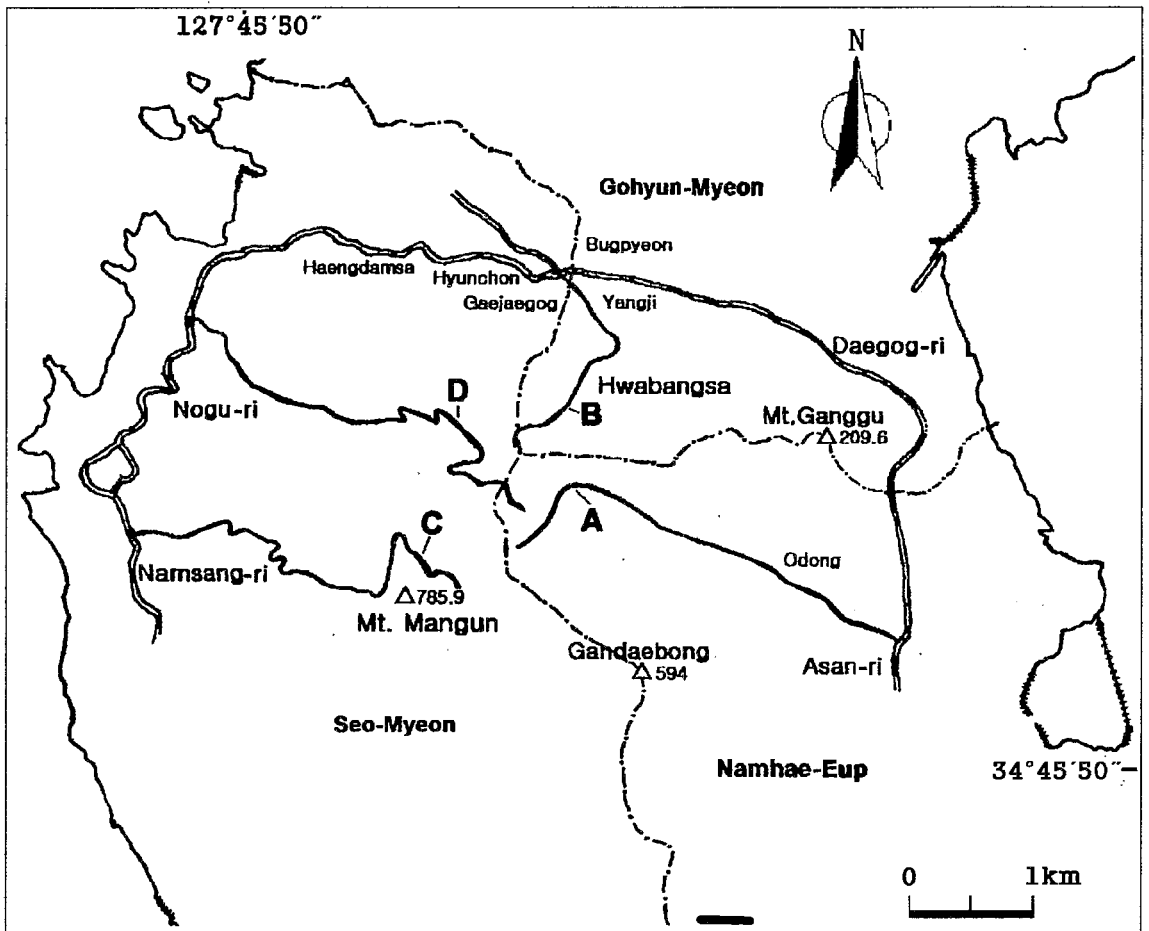 127°45′50″
N
Gohyun-Myeon
Bugpyeon
Haengdamsa
Hyunchon
Gaejaegog
Yangji
Daegog-ri
Hwabangsa
D
B
Nogu-ri
Mt.Ganggu
209.6
A
C
Odong
Namsang-ri
785.9
Mt. Mangun
Gandaebong
594
Asan-ri
Seo-Myeon
Namhae-Eup
34°45′50″
0 1km